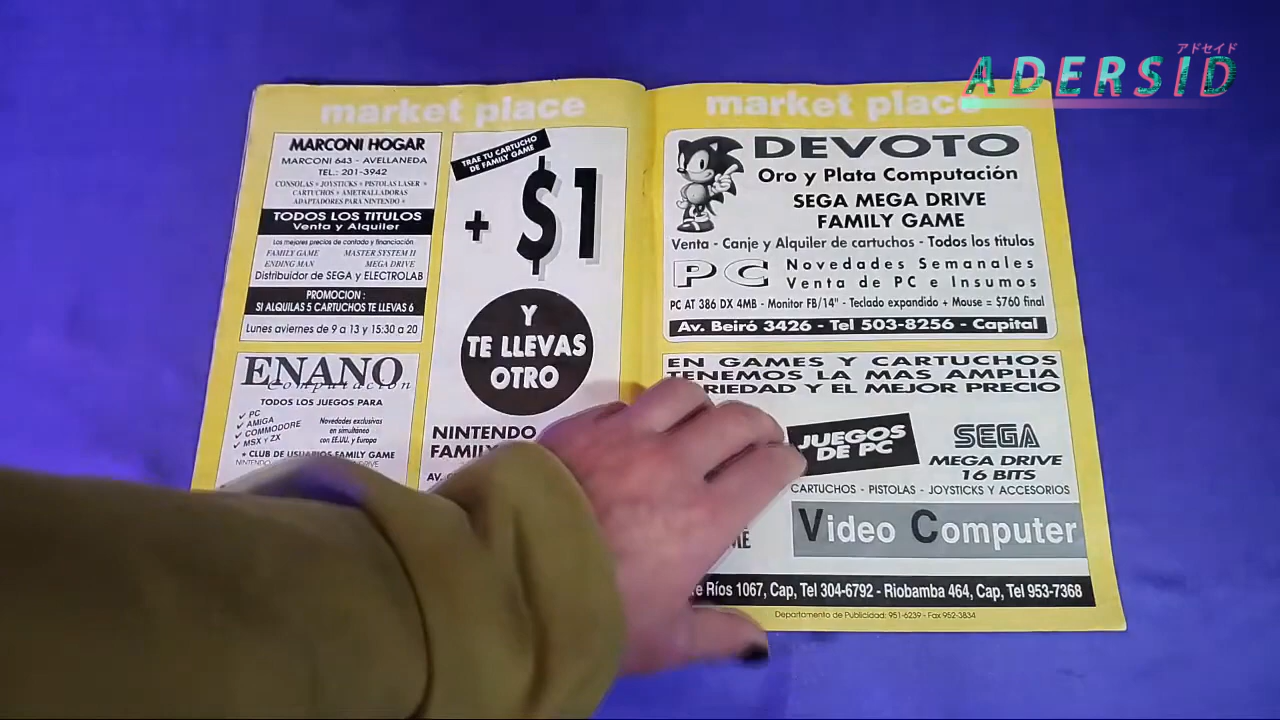 アドセイド
ADERSID
market place
MARCONI HOGAR
MARCONI 643 - AVELLANEDA
TEL.: 201-3942
CONSOLAS * JOYSTICKS * PISTOLAS LASER *
CARTUCHOS * AMETRALLADORAS
ADAPTADORES PARA NINTENDO *
TODOS LOS TITULOS
Venta y Alquiler
Los mejores precios de contado y financiación
FAMILY GAME MASTER SYSTEM II
ENDING MAN MEGA DRIVE
Distribuidor de SEGA y ELECTROLAB
PROMOCION :
SI ALQUILAS 5 CARTUCHOS TE LLEVAS 6
Lunes aviernes de 9 a 13 y 15:30 a 20
ENANO
Computación
TODOS LOS JUEGOS PARA
✓ PC
✓ AMIGA
✓ COMMODORE
✓ MSX Y ZX
Novedades exclusivas
en simultáneo
con EE.UU. y Europa
* CLUB DE USUARIOS FAMILY GAME
TRAE TU CARTUCHO
DE FAMILY GAME
+ $1
Y
TE LLEVAS
OTRO
NINTENDO
FAMILY
AV.
market place
DEVOTO
Oro y Plata Computación
SEGA MEGA DRIVE
FAMILY GAME
Venta - Canje y Alquiler de cartuchos - Todos los titulos
PC Novedades Semanales
Venta de PC e Insumos
PC AT 386 DX 4MB - Monitor FB/14" - Teclado expandido + Mouse = $760 final
Av. Beiró 3426 - Tel 503-8256 - Capital
EN GAMES Y CARTUCHOS
TENEMOS LA MAS AMPLIA
RIEDAD Y EL MEJOR PRECIO
JUEGOS
DE PC
SEGA
MEGA DRIVE
16 BITS
CARTUCHOS - PISTOLAS - JOYSTICKS Y ACCESORIOS
Video Computer
Ríos 1067, Cap, Tel 304-6792 - Riobamba 464, Cap, Tel 953-7368
Departamento de Publicidad: 951-6239 - Fax 952-3834